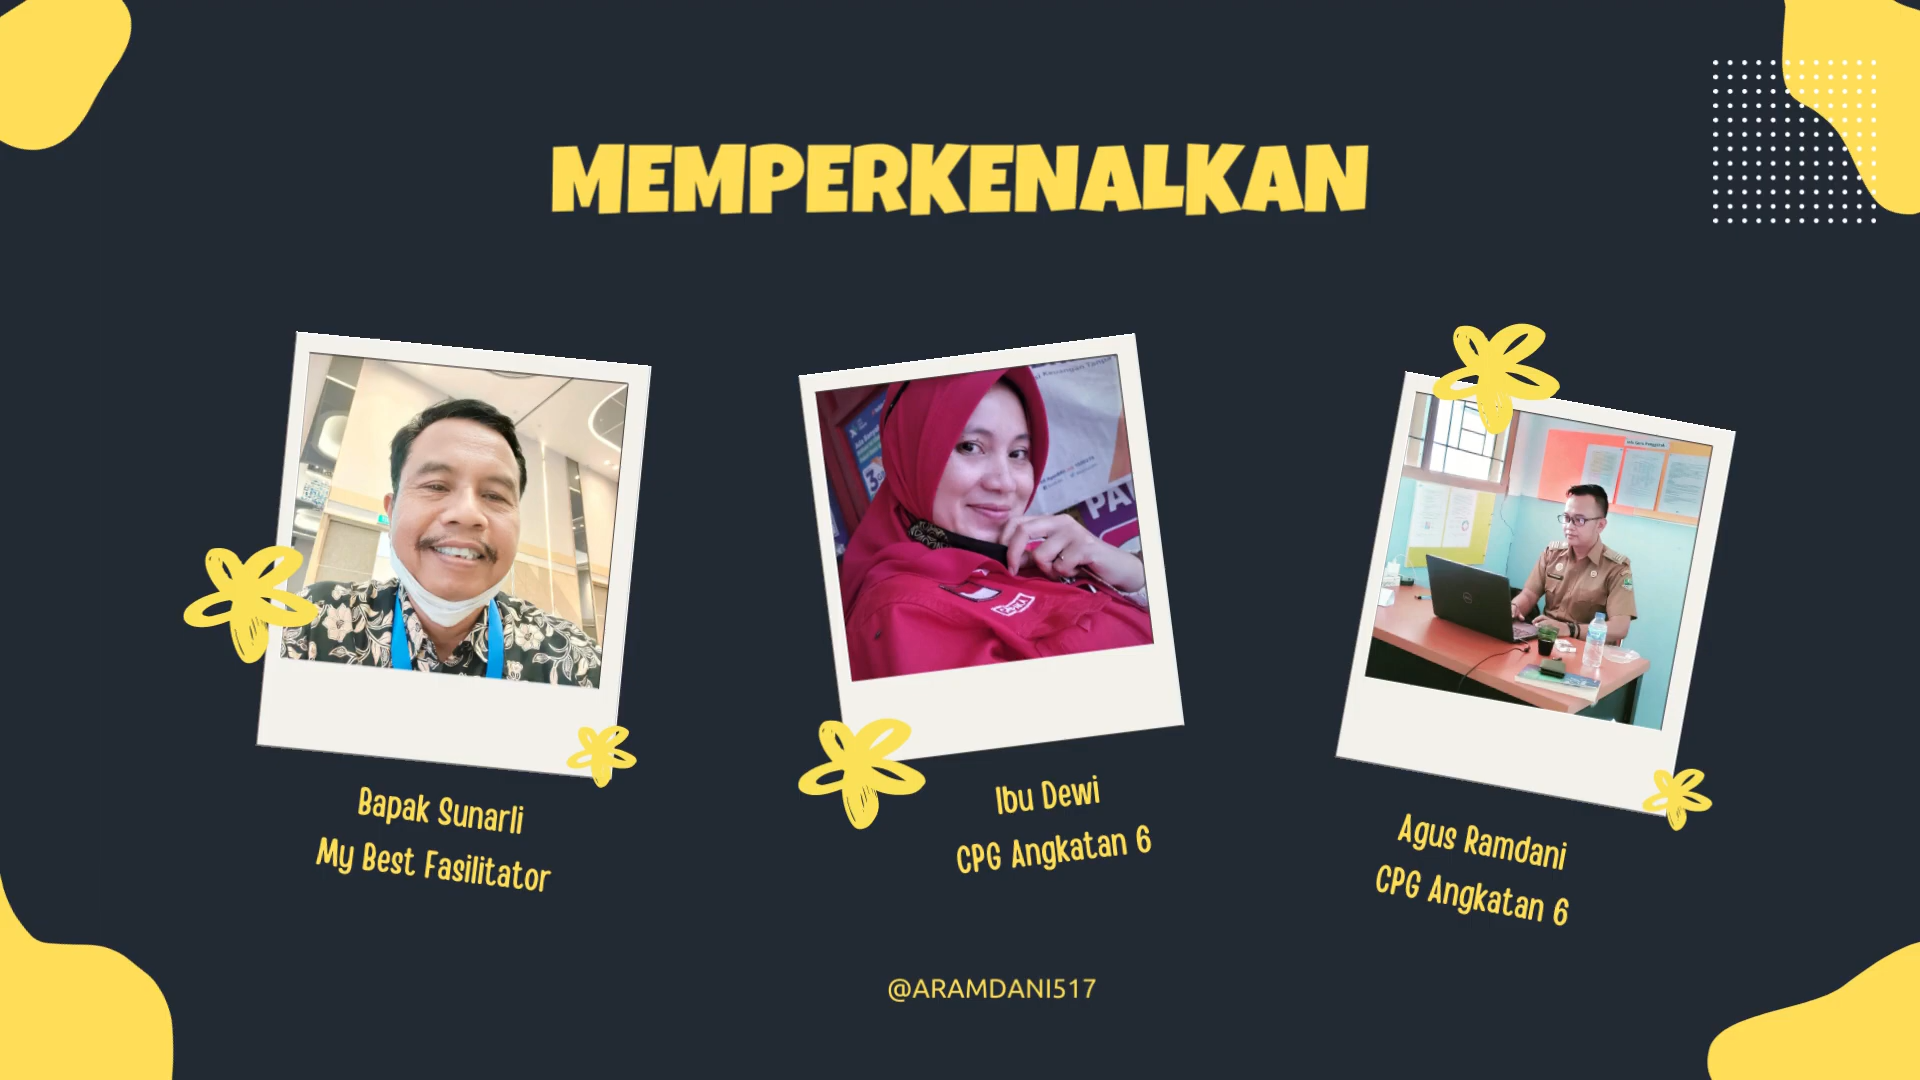 MEMPERKENALKAN
Bapak Sunarli
My Best Fasilitator
Ibu Dewi
CPG Angkatan 6
Agus Ramdani
CPG Angkatan 6
@ARAMDANI517